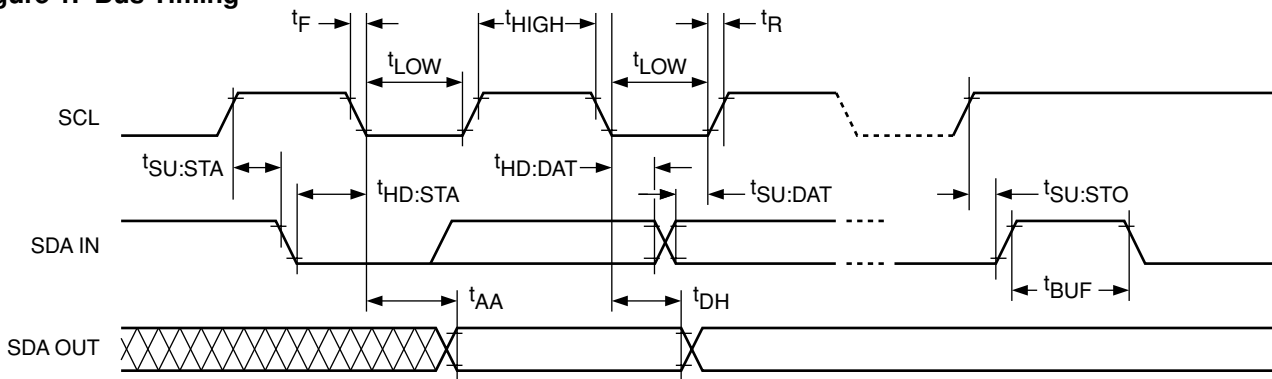 gure 1. Bus Timing
tF
tHIGH
tR
tLOW
tLOW
SCL
tSU:STA
tHD:STA
tHD:DAT
tSU:DAT
tSU:STO
SDA IN
tBUF
tAA
tDH
SDA OUT